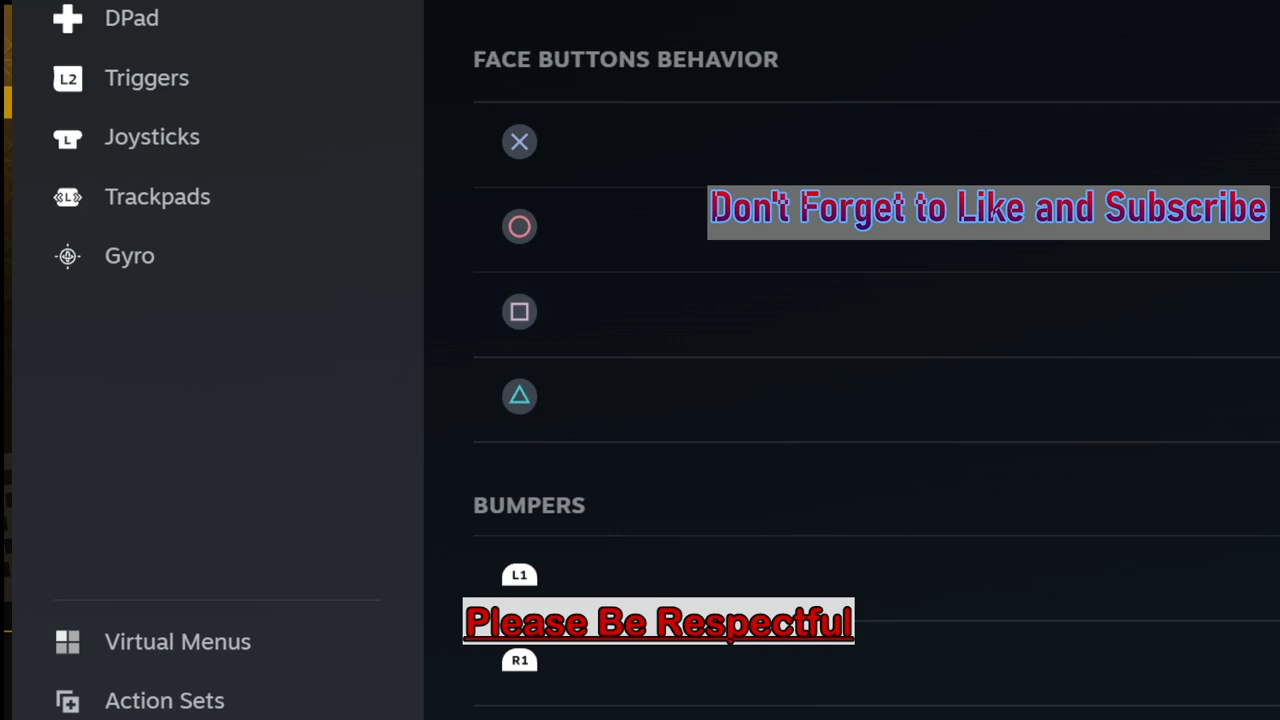 DPad
L2 Triggers
L Joysticks
L Trackpads
Gyro
Virtual Menus
Action Sets
FACE BUTTONS BEHAVIOR
Don't Forget to Like and Subscribe
BUMPERS
L1
Please Be Respectful
R1